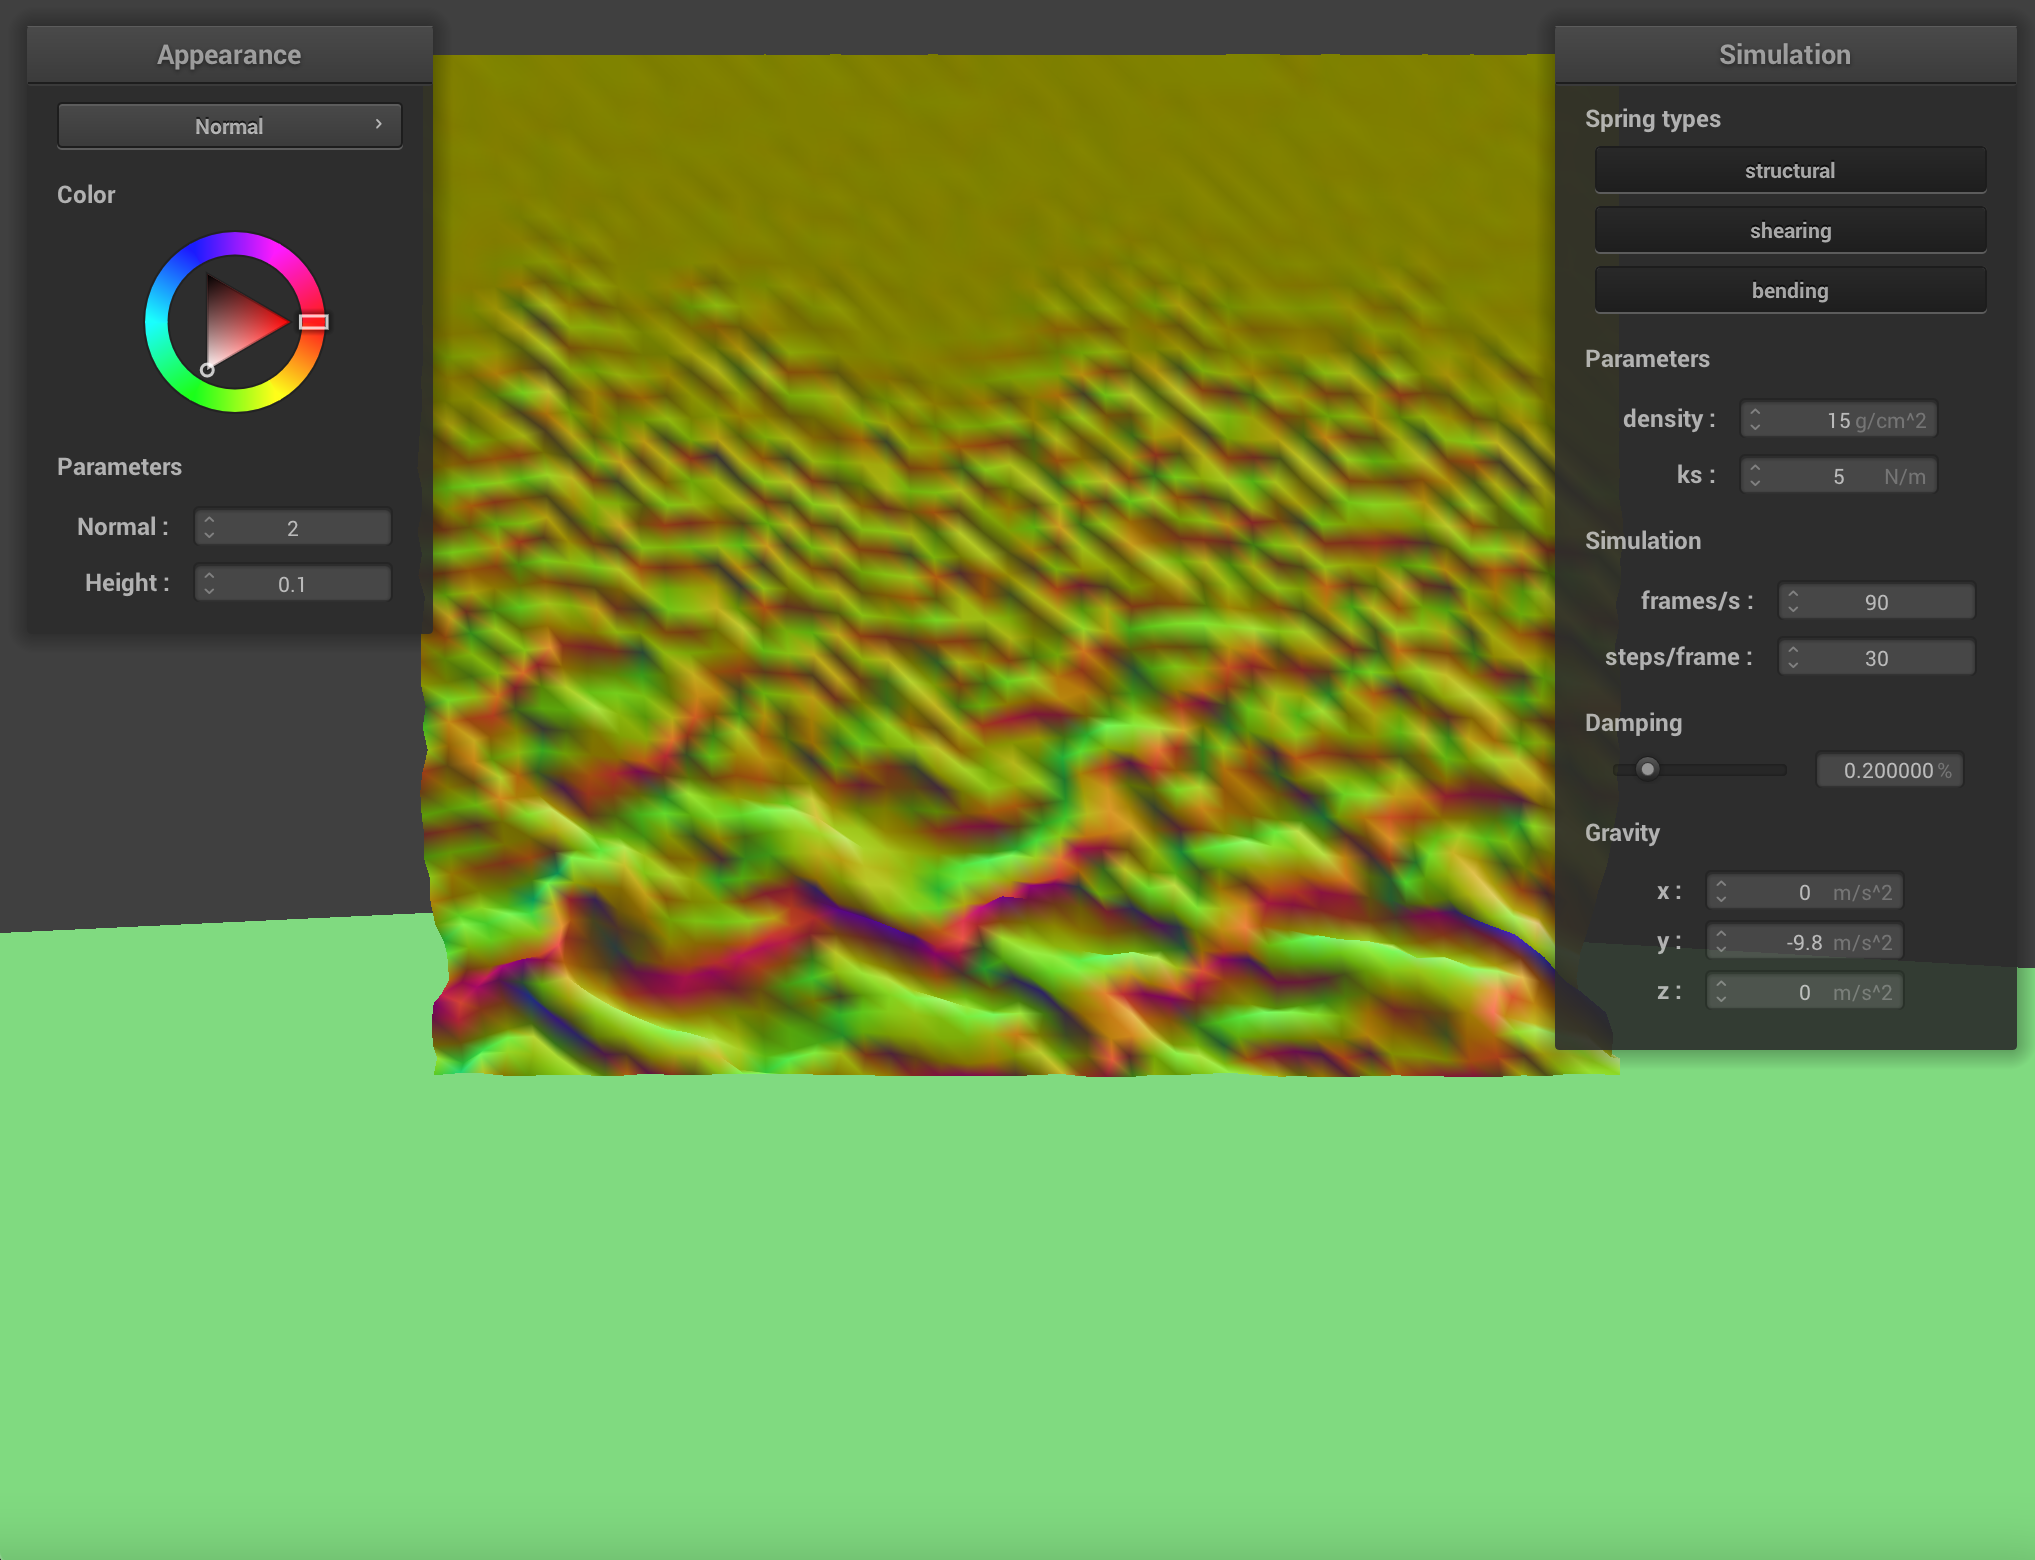 Appearance
Normal
Color
Parameters
Normal : 2
Height : 0.1
Simulation
Spring types
structural
shearing
bending
Parameters
density : 15 g/cm^2
ks : 5 N/m
Simulation
frames/s : 90
steps/frame : 30
Damping
0.200000 %
Gravity
x : 0 m/s^2
y : -9.8 m/s^2
z : 0 m/s^2